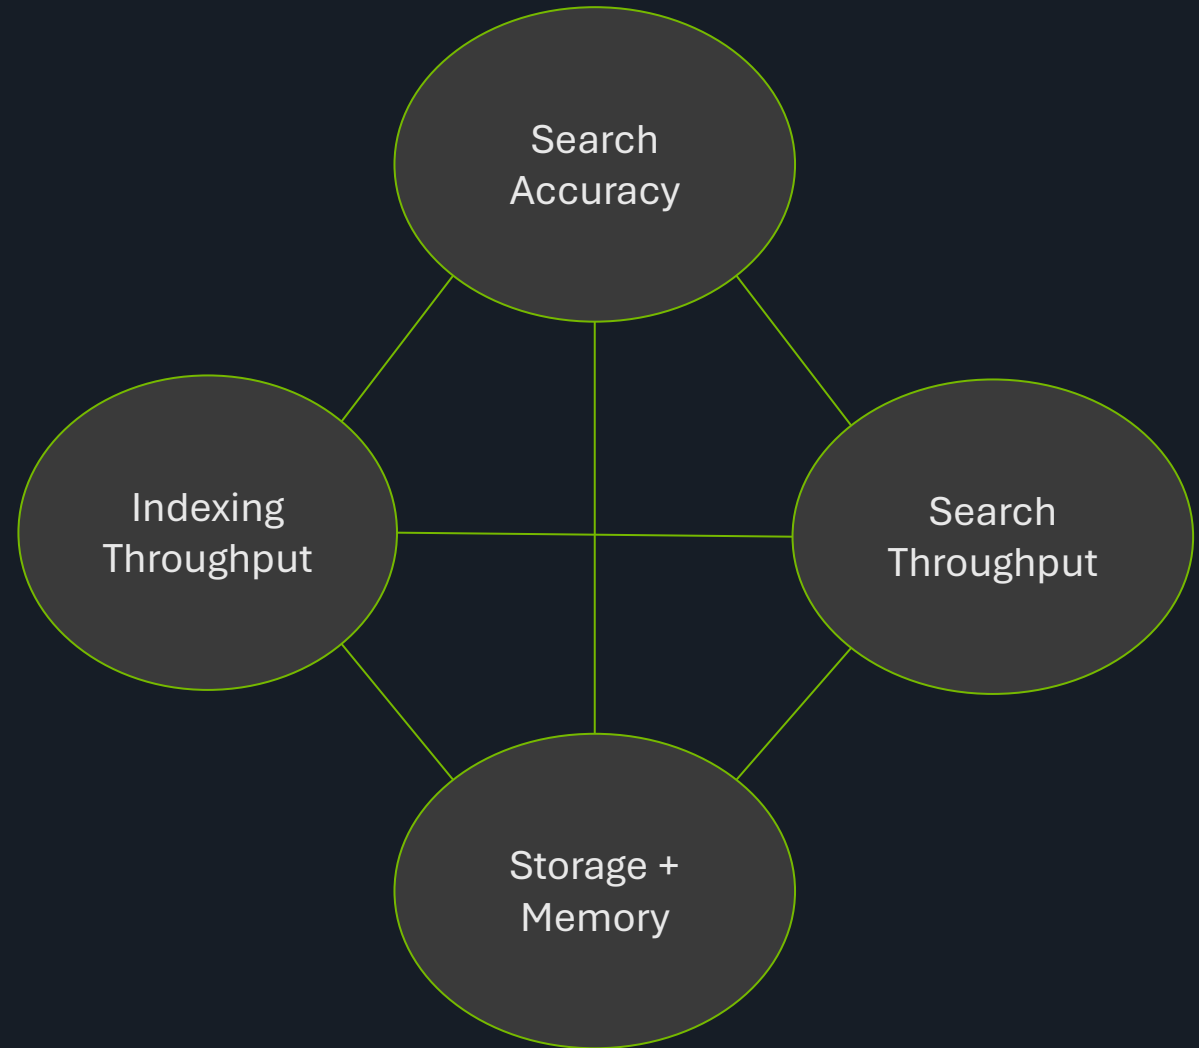 Search
Accuracy
Indexing
Throughput
Search
Throughput
Storage +
Memory